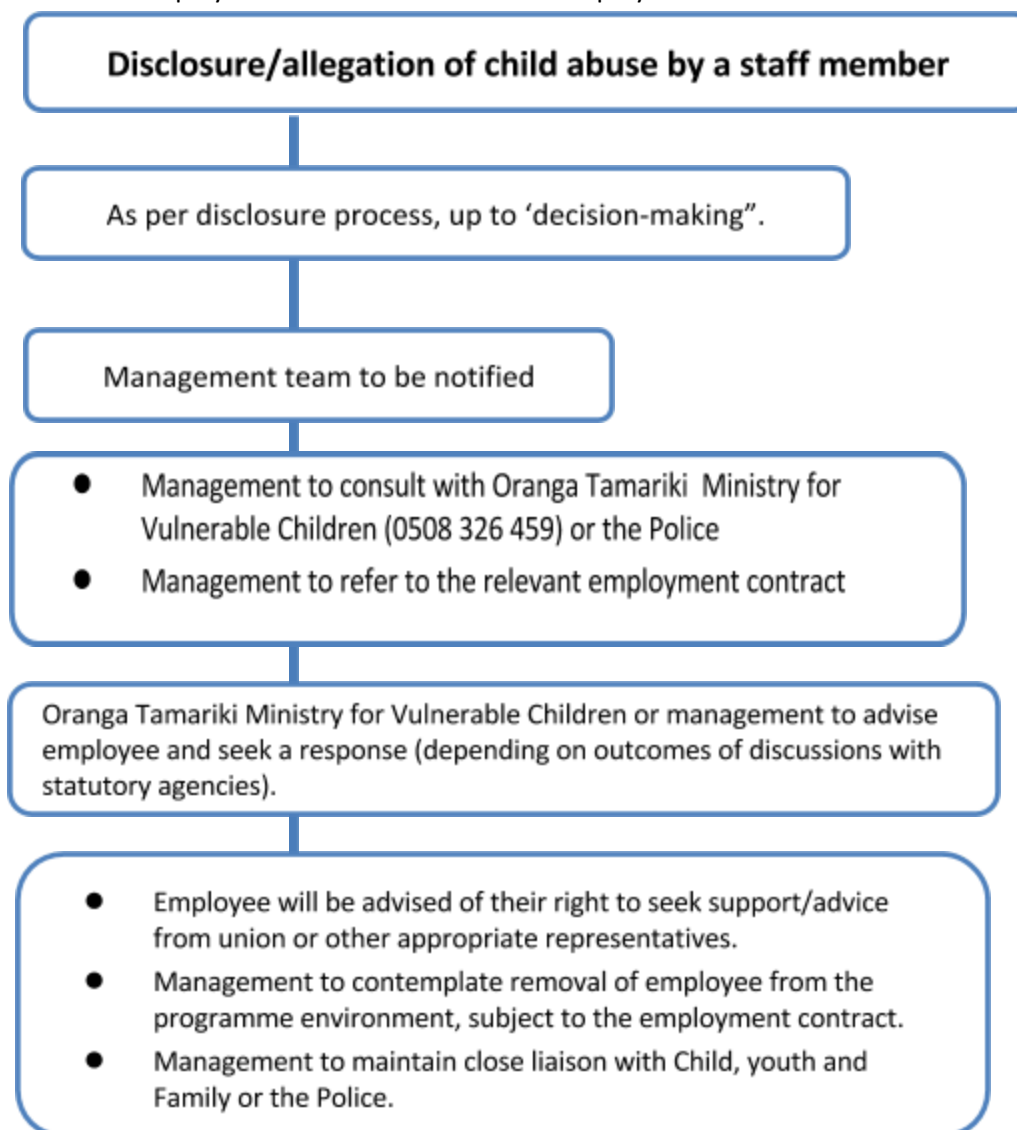 Disclosure/allegation of child abuse by a staff member
As per disclosure process, up to ‘decision-making”.
Management team to be notified
● Management to consult with Oranga Tamariki  Ministry for
Vulnerable Children (0508 326 459) or the Police
● Management to refer to the relevant employment contract
Oranga Tamariki Ministry for Vulnerable Children or management to advise
employee and seek a response (depending on outcomes of discussions with
statutory agencies).
● Employee will be advised of their right to seek support/advice
from union or other appropriate representatives.
● Management to contemplate removal of employee from the
programme environment, subject to the employment contract.
● Management to maintain close liaison with Child, youth and
Family or the Police.